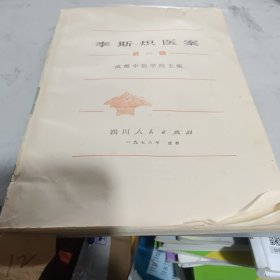 李斯炽医案
第一辑
成都中医学院主编
四川人民出版社
一九七八年 成都